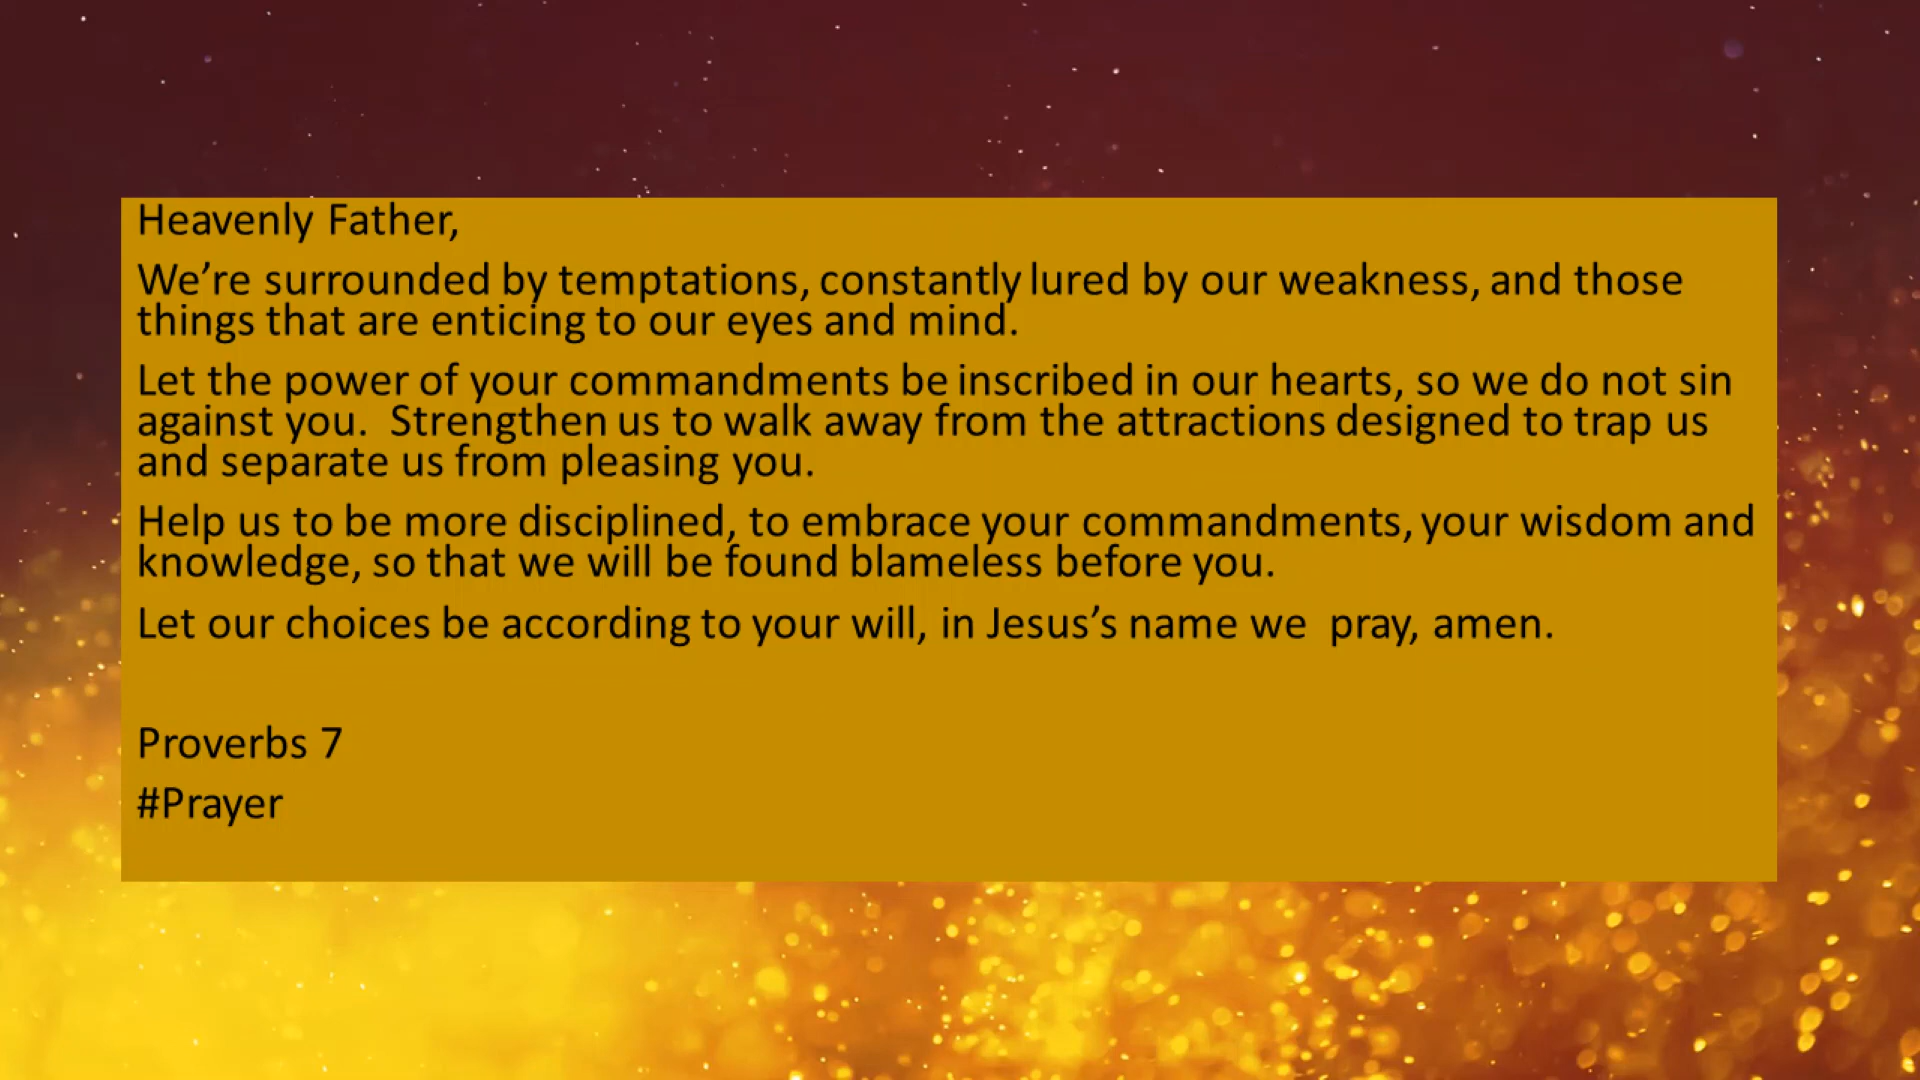 Heavenly Father,
We’re surrounded by temptations, constantly lured by our weakness, and those
things that are enticing to our eyes and mind.
Let the power of your commandments be inscribed in our hearts, so we do not sin
against you.  Strengthen us to walk away from the attractions designed to trap us
and separate us from pleasing you.
Help us to be more disciplined, to embrace your commandments, your wisdom and
knowledge, so that we will be found blameless before you.
Let our choices be according to your will, in Jesus’s name we  pray, amen.
Proverbs 7
#Prayer